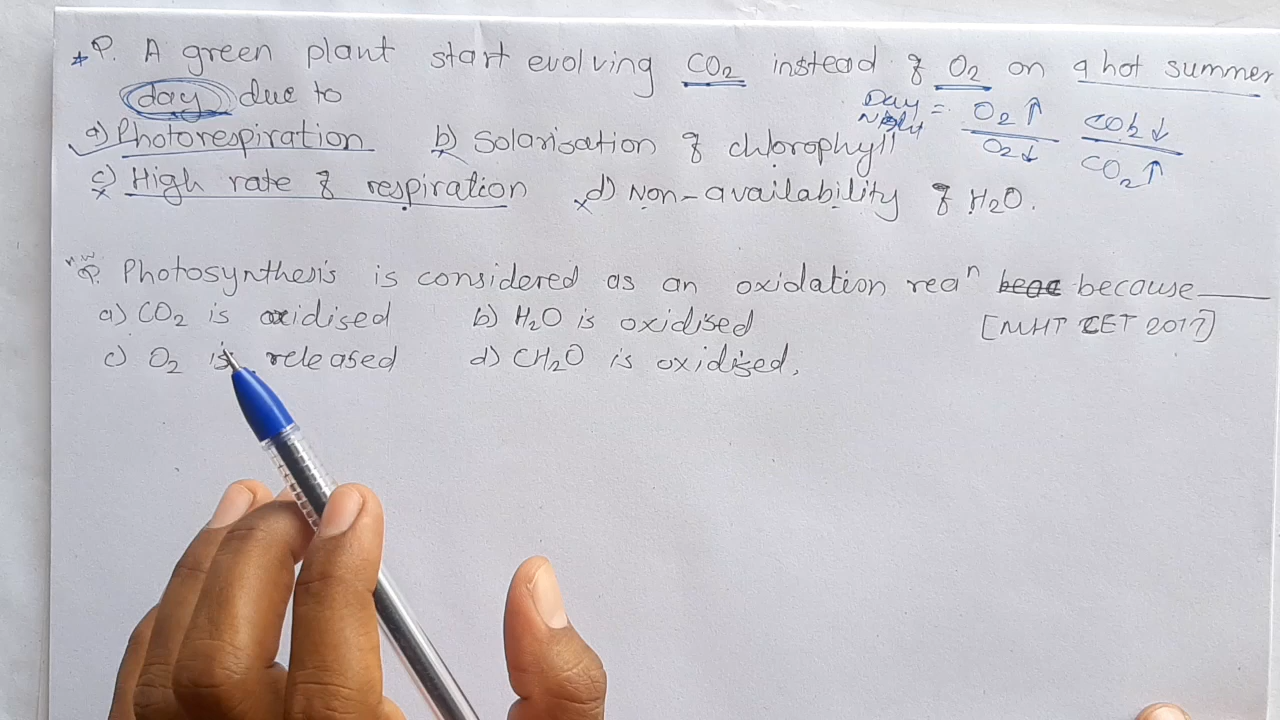 *Q. A green plant start evolving CO2 instead of O2 on a hot summer
day due to
Day = O2↑ CO2↓
O2↓ CO2↑
a) Photorespiration b) Solarisation of chlorophyll
c) High rate of respiration d) Non-availability of H2O.
H.W Q. Photosynthesis is considered as an oxidation reaⁿ because____
[MHT CET 2017]
a) CO2 is oxidised b) H2O is oxidised
c) O2 is released d) CH2O is oxidised,